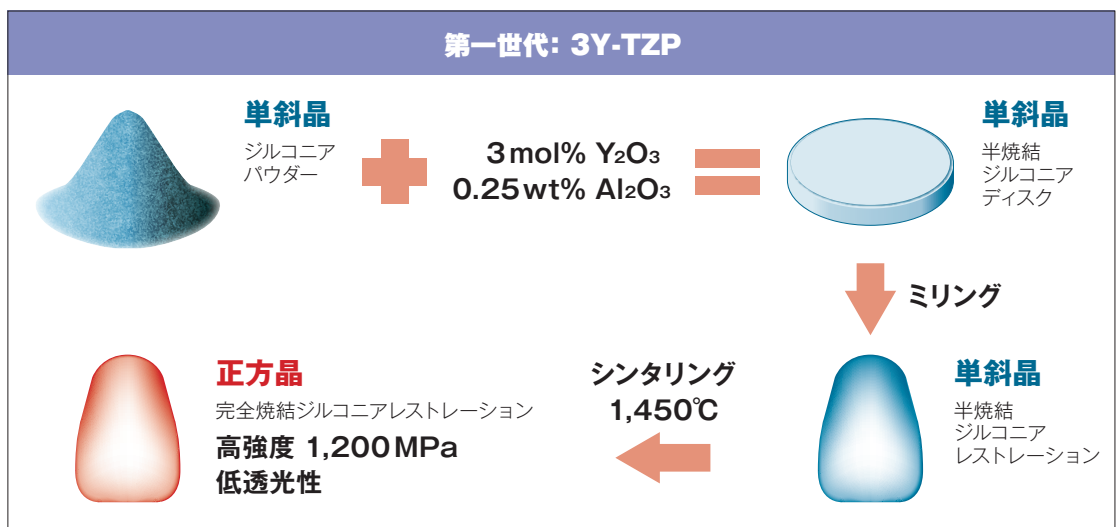 第一世代: 3Y-TZP
単斜晶
ジルコニア
パウダー
3mol% Y₂O₃
0.25wt% Al₂O₃
単斜晶
半焼結
ジルコニア
ディスク
ミリング
単斜晶
半焼結
ジルコニア
レストレーション
シンタリング
1,450℃
正方晶
完全焼結ジルコニアレストレーション
高強度 1,200MPa
低透光性